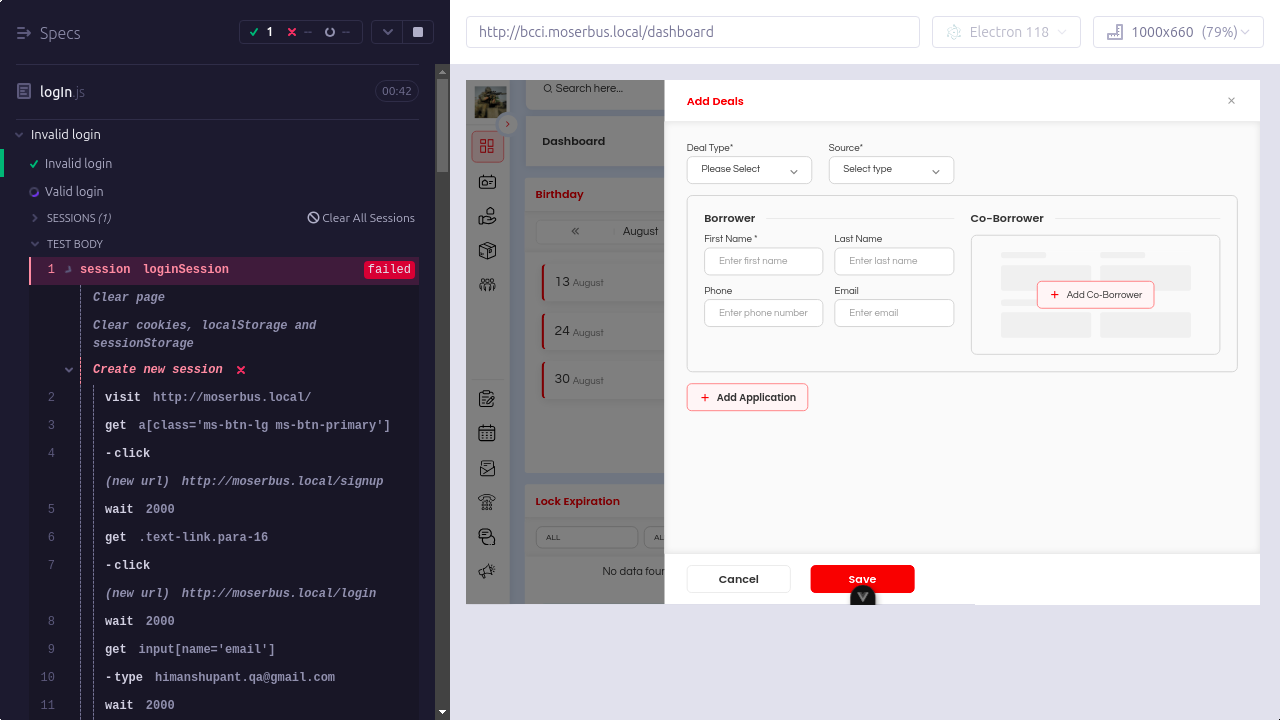 Specs
1
--
--
logIn.js
00:42
Invalid login
Invalid login
Valid login
SESSIONS (1)
Clear All Sessions
TEST BODY
1 session loginSession failed
Clear page
Clear cookies, localStorage and
sessionStorage
Create new session
2 visit http://moserbus.local/
3 get a[class='ms-btn-lg ms-btn-primary']
4 -click
(new url) http://moserbus.local/signup
5 wait 2000
6 get .text-link.para-16
7 -click
(new url) http://moserbus.local/login
8 wait 2000
9 get input[name='email']
10 -type himanshupant.qa@gmail.com
11 wait 2000
http://bcci.moserbus.local/dashboard
Electron 118
1000x660 (79%)
Search here...
Dashboard
Birthday
August
13 August
24 August
30 August
Lock Expiration
ALL
AL
No data four
Add Deals
Deal Type*
Source*
Please Select
Select type
Borrower
Co-Borrower
First Name *
Last Name
Enter first name
Enter last name
Phone
Email
Enter phone number
Enter email
+ Add Co-Borrower
+ Add Application
Cancel
Save